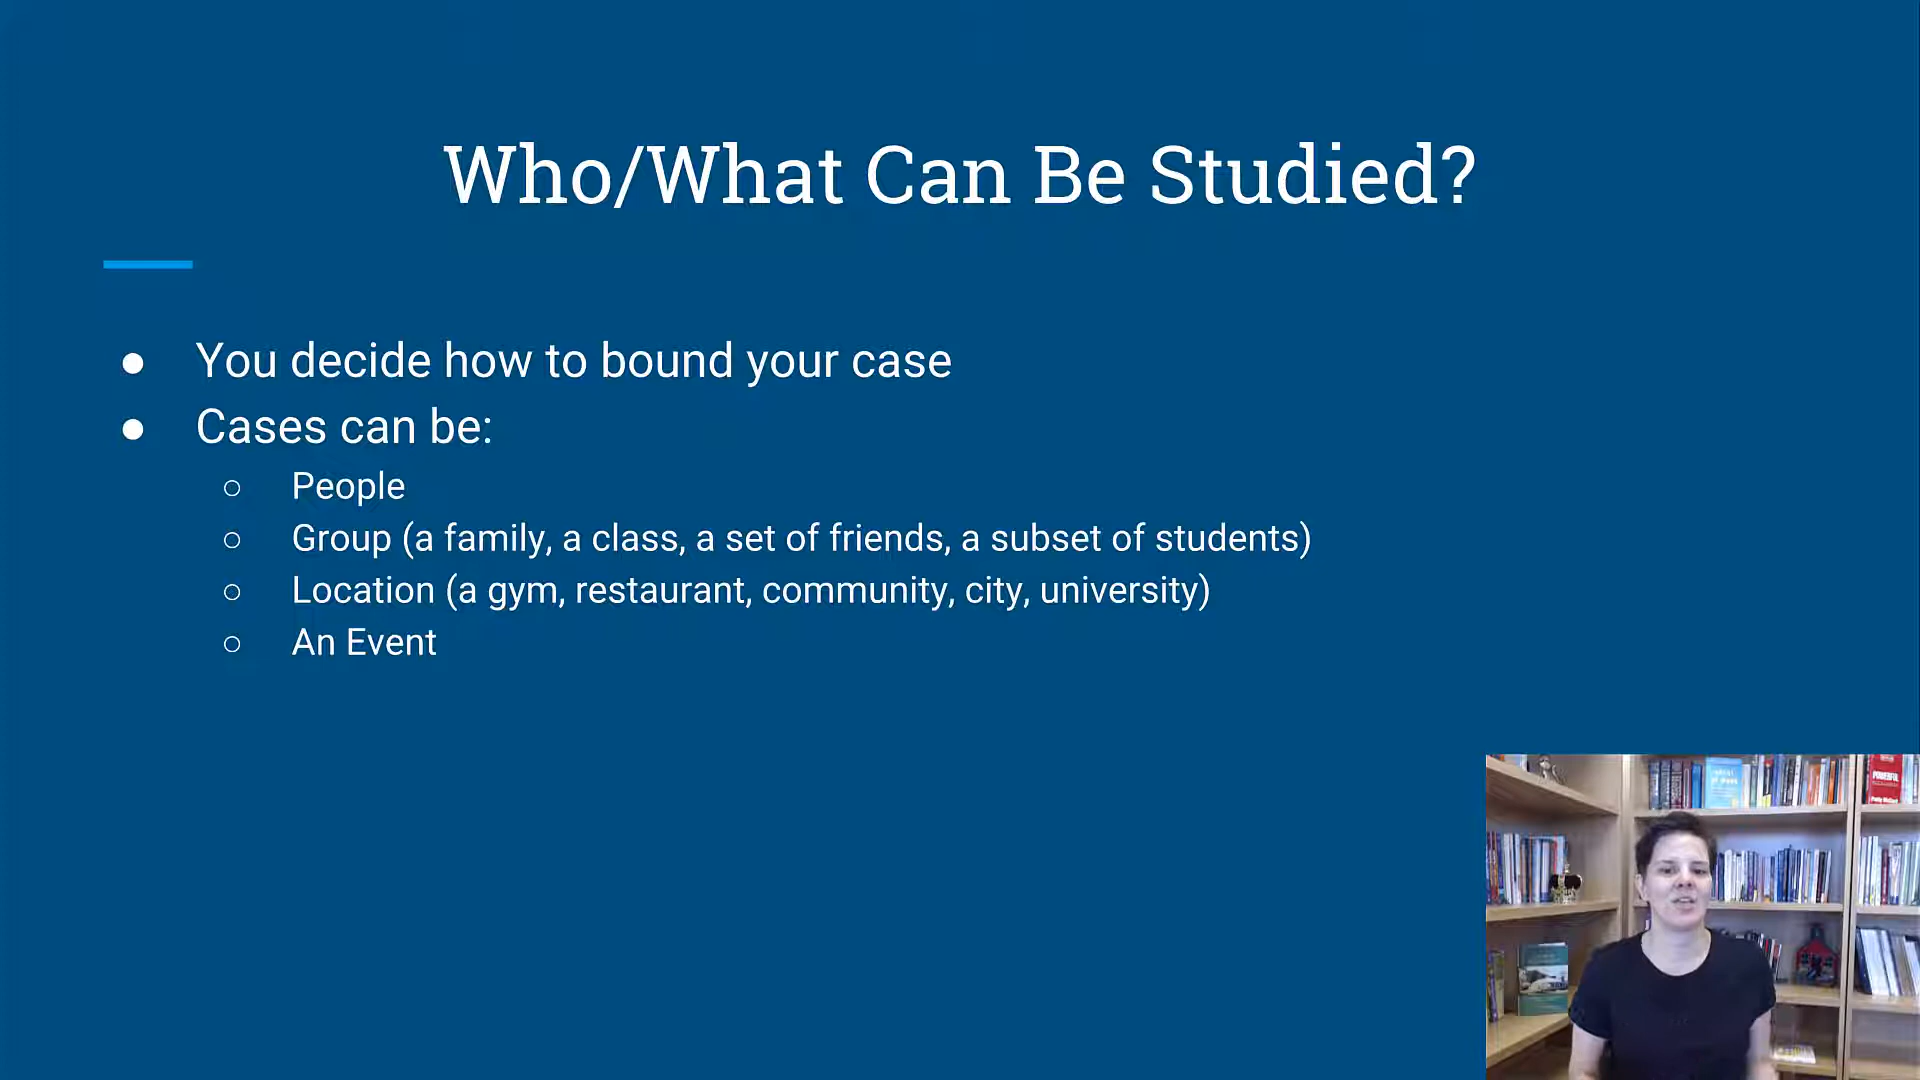 Who/What Can Be Studied?
● You decide how to bound your case
● Cases can be:
○ People
○ Group (a family, a class, a set of friends, a subset of students)
○ Location (a gym, restaurant, community, city, university)
○ An Event
POWERFUL